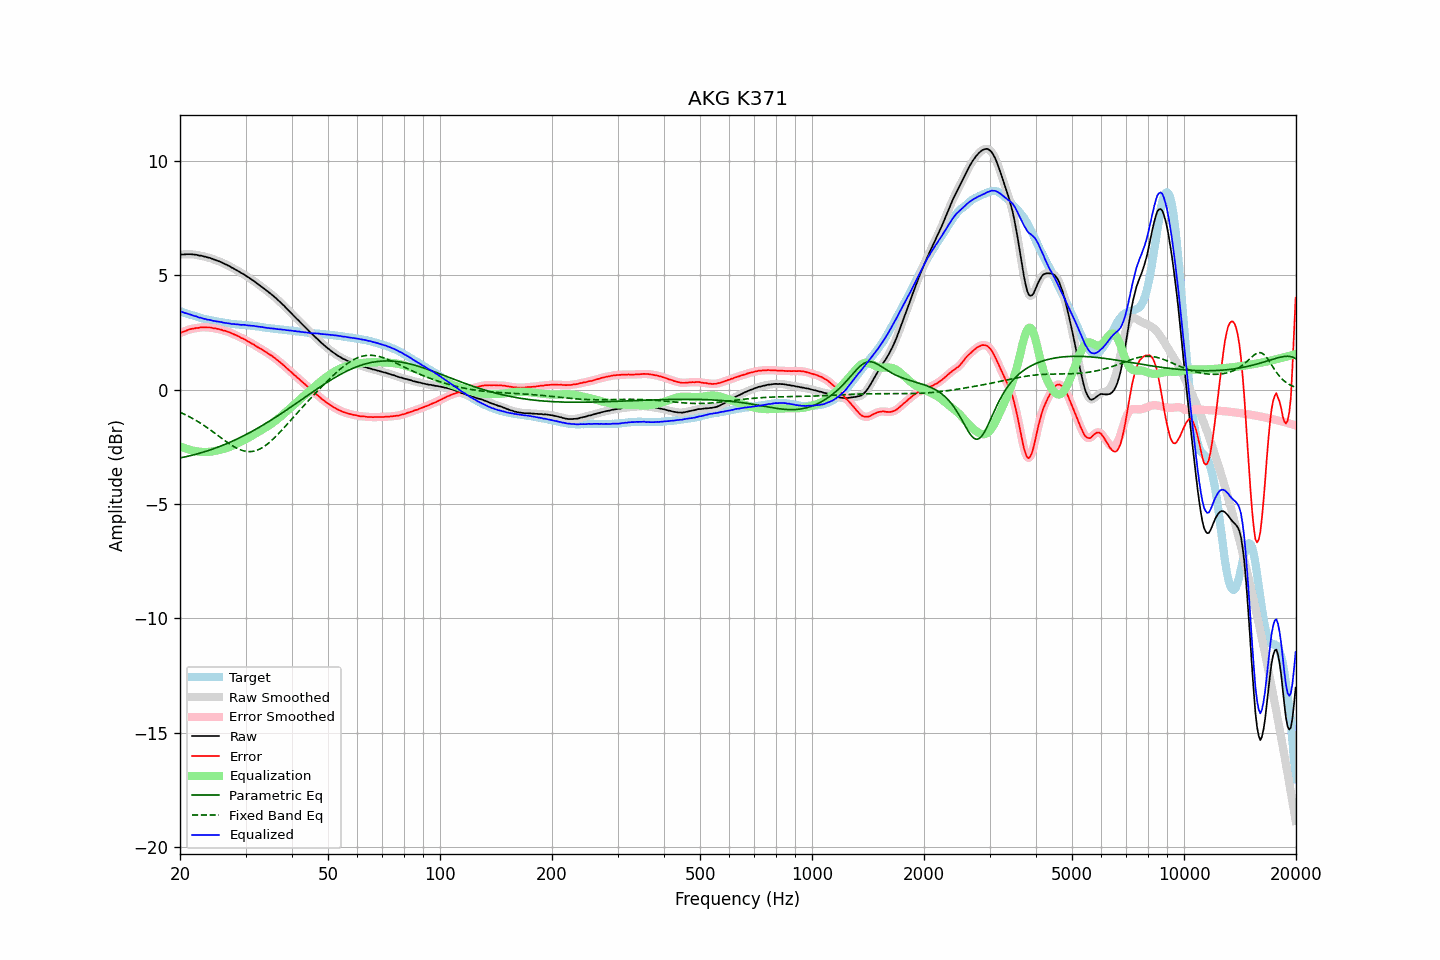 AKG K371
10
5
0
−5
−10
−15
−20
Amplitude (dBr)
Target
Raw Smoothed
Error Smoothed
Raw
Error
Equalization
Parametric Eq
Fixed Band Eq
Equalized
20 50 100 200 500 1000 2000 5000 10000 20000
Frequency (Hz)